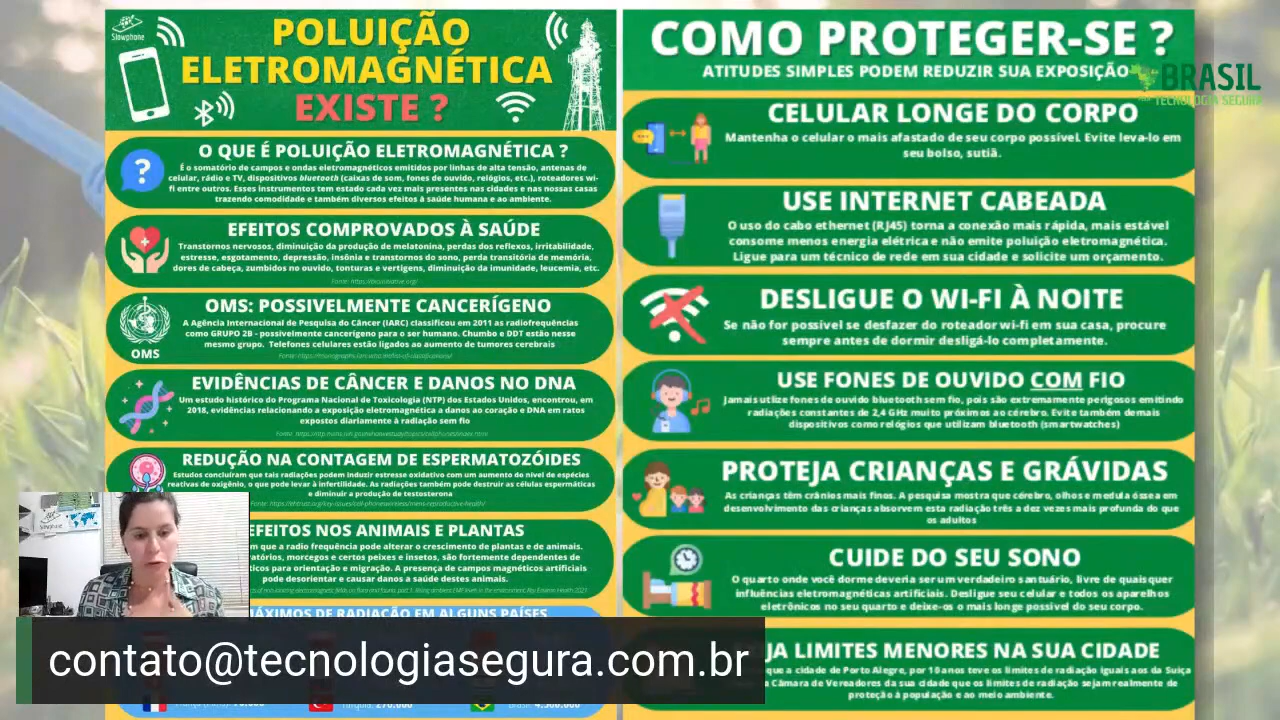 Slowphone
POLUIÇÃO
ELETROMAGNÉTICA
EXISTE ?
O QUE É POLUIÇÃO ELETROMAGNÉTICA ?
É o somatório de campos e ondas eletromagnéticos emitidos por linhas de alta tensão, antenas de
celular, rádio e TV, dispositivos bluetooth (caixas de som, fones de ouvido, relógios, etc.), roteadores wi-
fi entre outros. Esses instrumentos tem estado cada vez mais presentes nas cidades e nas nossas casas
trazendo comodidade e também diversos efeitos à saúde humana e ao ambiente.
EFEITOS COMPROVADOS À SAÚDE
Transtornos nervosos, diminuição da produção de melatonina, perdas dos reflexos, irritabilidade,
estresse, esgotamento, depressão, insônia e transtornos do sono, perda transitória de memória,
dores de cabeça, zumbidos no ouvido, tonturas e vertigens, diminuição da imunidade, leucemia, etc.
OMS: POSSIVELMENTE CANCERÍGENO
A Agência Internacional de Pesquisa do Câncer (IARC) classificou em 2011 as radiofrequências
como GRUPO 2B - possivelmente cancerígeno para o ser humano. Chumbo e DDT estão nesse
mesmo grupo. Telefones celulares estão ligados ao aumento de tumores cerebrais
OMS
EVIDÊNCIAS DE CÂNCER E DANOS NO DNA
Um estudo histórico do Programa Nacional de Toxicologia (NTP) dos Estados Unidos, encontrou, em
2018, evidências relacionando a exposição eletromagnética a danos ao coração e DNA em ratos
expostos diariamente à radiação sem fio
REDUÇÃO NA CONTAGEM DE ESPERMATOZÓIDES
Estudos concluíram que tais radiações podem induzir estresse oxidativo com um aumento do nível de espécies
reativas de oxigênio, o que pode levar à infertilidade. As radiações também pode destruir as células espermáticas
e diminuir a produção de testosterona
EFEITOS NOS ANIMAIS E PLANTAS
que a radio frequência pode alterar o crescimento de plantas e de animais.
morcegos e certos peixes e insetos, são fortemente dependentes de
para orientação e migração. A presença de campos magnéticos artificiais
pode desorientar e causar danos a saúde destes animais.
MÁXIMOS DE RADIAÇÃO EM ALGUNS PAÍSES
COMO PROTEGER-SE ?
ATITUDES SIMPLES PODEM REDUZIR SUA EXPOSIÇÃO
BRASIL
TECNOLOGIA SEGURA
CELULAR LONGE DO CORPO
Mantenha o celular o mais afastado de seu corpo possível. Evite leva-lo em
seu bolso, sutiã.
USE INTERNET CABEADA
O uso do cabo ethernet (RJ45) torna a conexão mais rápida, mais estável
consome menos energia elétrica e não emite poluição eletromagnética.
Ligue para um técnico de rede em sua cidade e solicite um orçamento.
DESLIGUE O WI-FI À NOITE
Se não for possível se desfazer do roteador wi-fi em sua casa, procure
sempre antes de dormir desligá-lo completamente.
USE FONES DE OUVIDO COM FIO
Jamais utilize fones de ouvido bluetooth sem fio, pois são extremamente perigosos emitindo
radiações constantes de 2,4 GHz muito próximos ao cérebro. Evite também demais
dispositivos como relógios que utilizam bluetooth (smartwatches)
PROTEJA CRIANÇAS E GRÁVIDAS
As crianças têm crânios mais finos. A pesquisa mostra que cérebro, olhos e medula óssea em
desenvolvimento das crianças absorvem esta radiação três a dez vezes mais profunda do que
os adultos
CUIDE DO SEU SONO
O quarto onde você dorme deveria ser um verdadeiro santuário, livre de quaisquer
influências eletromagnéticas artificiais. Desligue seu celular e todos os aparelhos
eletrônicos no seu quarto e deixe-os o mais longe possível do seu corpo.
JA LIMITES MENORES NA SUA CIDADE
que a cidade de Porto Alegre, por 10 anos teve os limites de radiação iguais aos da Suíça
a Câmara de Vereadores da sua cidade que os limites de radiação sejam realmente de
proteção à população e ao meio ambiente.
contato@tecnologiasegura.com.br